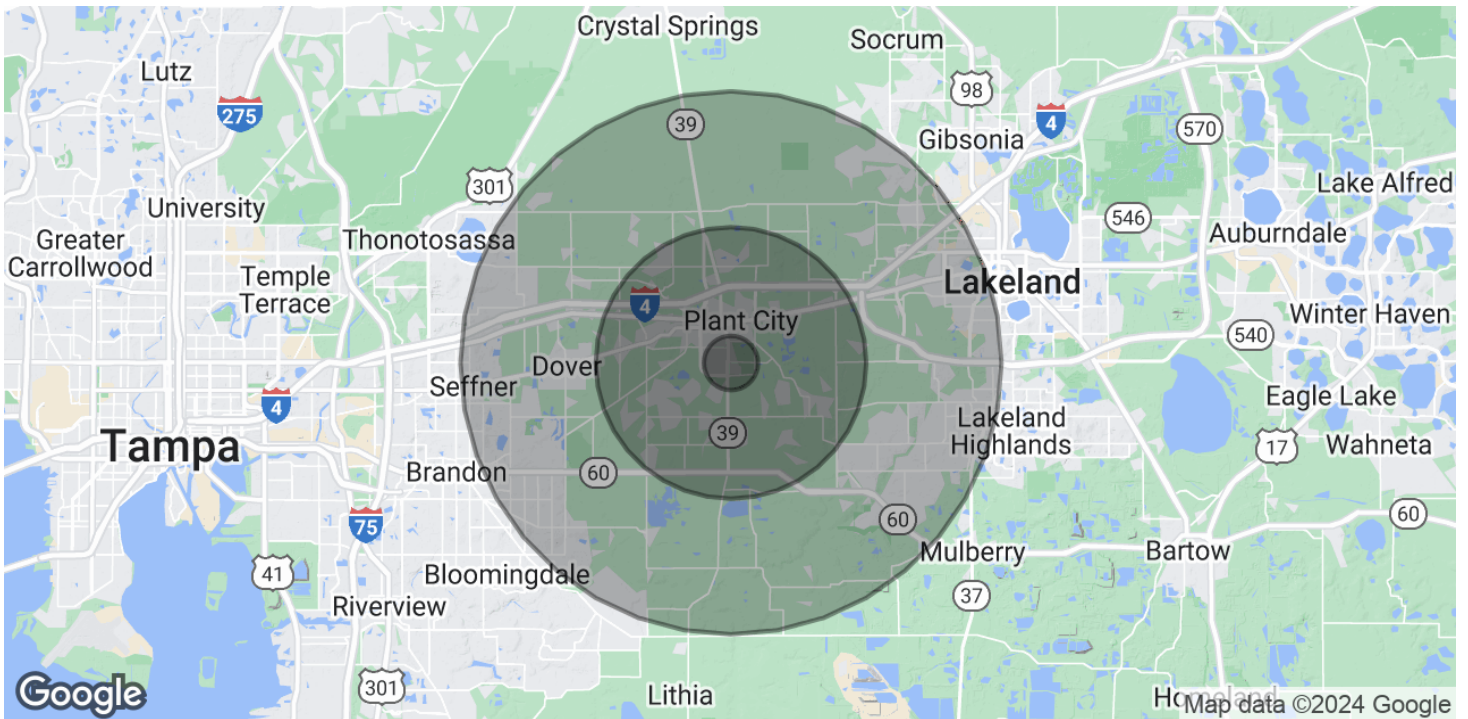 Crystal Springs
Socrum
Lutz
98
275
4
39
570
Gibsonia
301
Lake Alfred
University
546
Greater
Carrollwood
Thonotosassa
Auburndale
Temple
Terrace
Lakeland
4
Plant City
Winter Haven
540
Dover
Seffner
4
Eagle Lake
Lakeland
Highlands
39
Tampa
17
Wahneta
Brandon
60
60
60
75
Mulberry
Bartow
41
Bloomingdale
Riverview
37
301
Lithia
Homeland
Google
Map data ©2024 Google